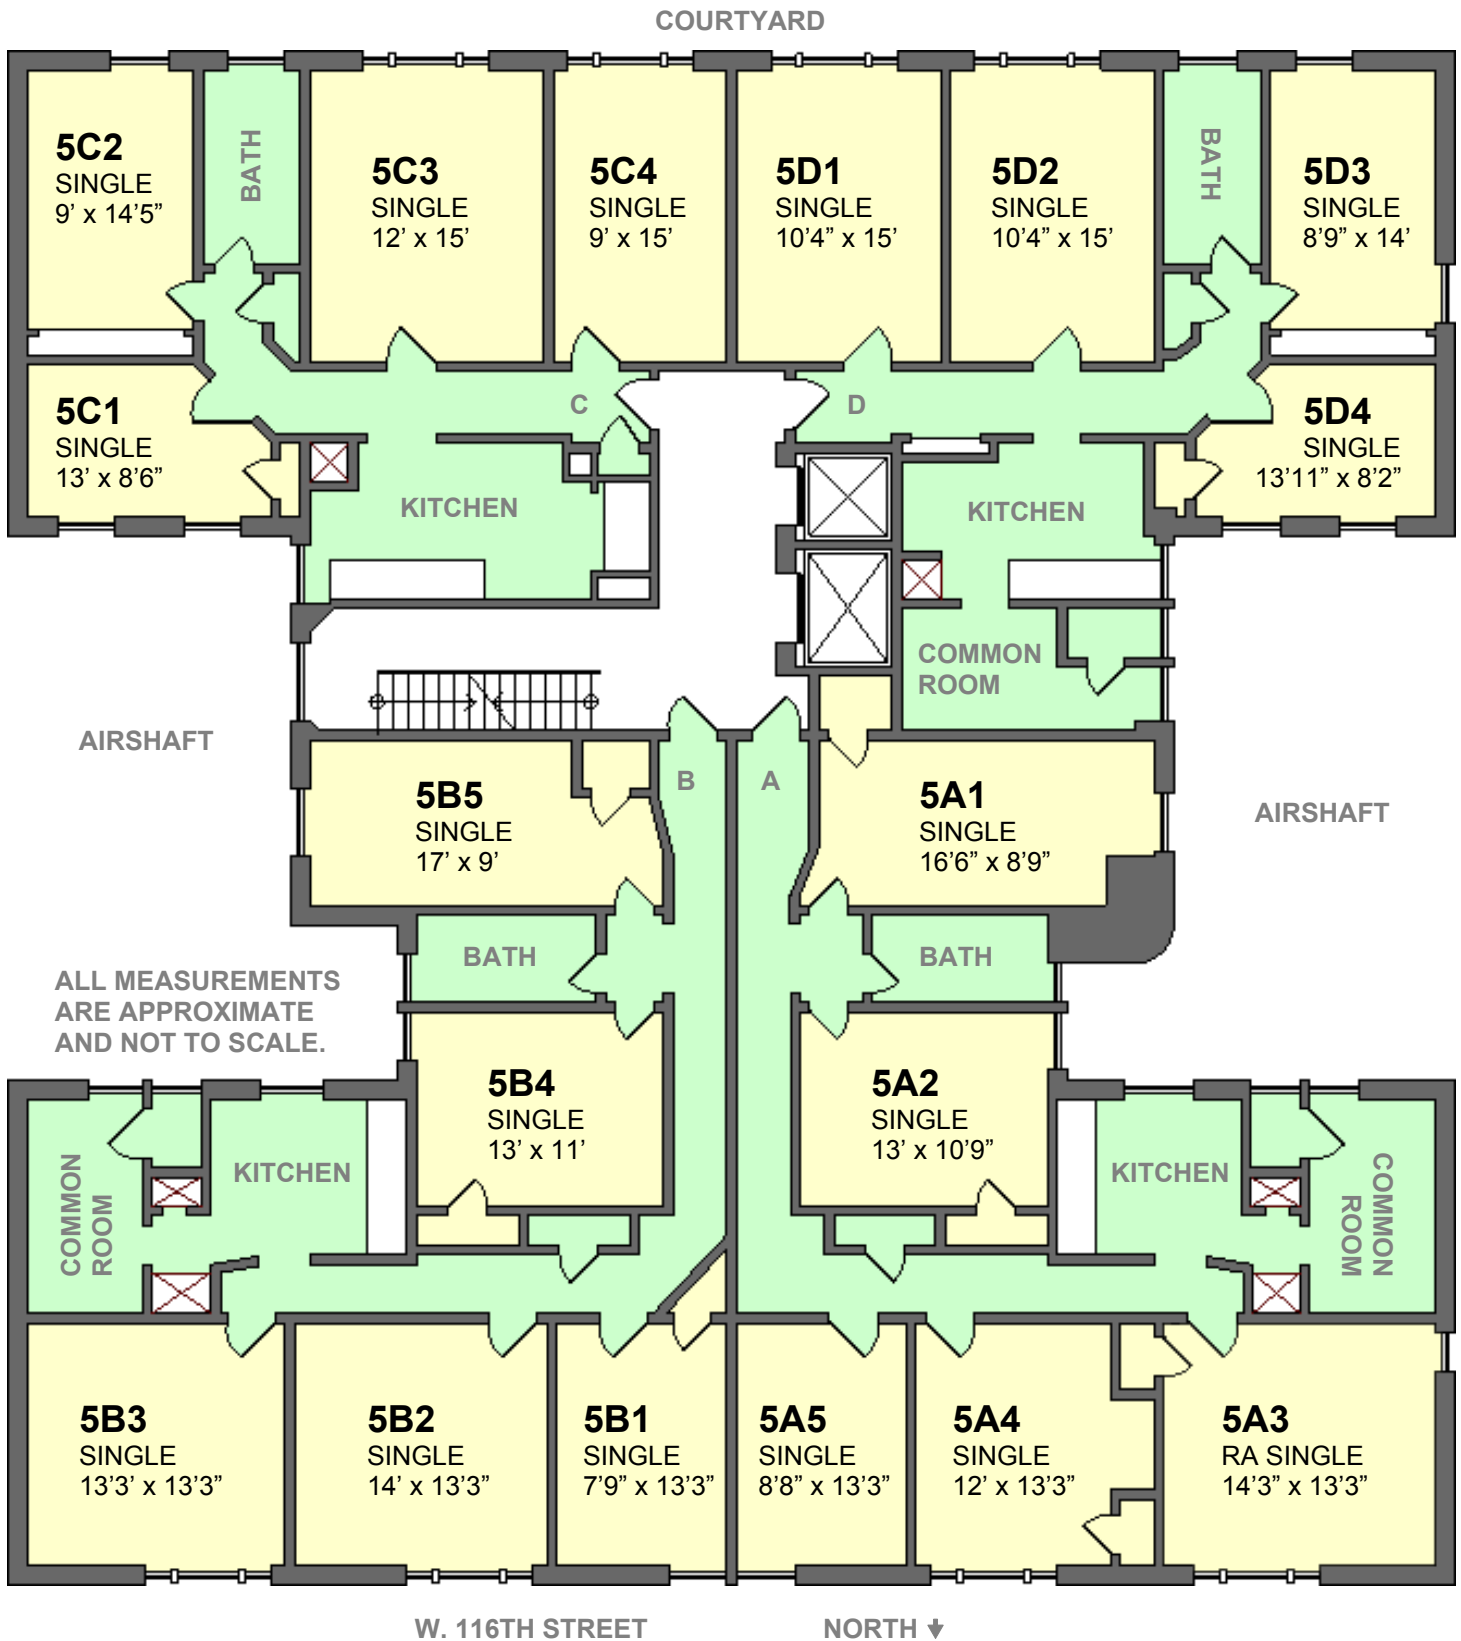 COURTYARD
5C2
SINGLE
9’ x 14’5”
BATH
5C3
SINGLE
12’ x 15’
5C4
SINGLE
9’ x 15’
5D1
SINGLE
10’4” x 15’
5D2
SINGLE
10’4” x 15’
BATH
5D3
SINGLE
8’9” x 14’
5C1
SINGLE
13’ x 8’6”
C
D
5D4
SINGLE
13’11” x 8’2”
KITCHEN
KITCHEN
COMMON
ROOM
AIRSHAFT
B
A
5B5
SINGLE
17’ x 9’
5A1
SINGLE
16’6” x 8’9”
AIRSHAFT
BATH
BATH
ALL MEASUREMENTS
ARE APPROXIMATE
AND NOT TO SCALE.
5B4
SINGLE
13’ x 11’
5A2
SINGLE
13’ x 10’9”
COMMON
ROOM
KITCHEN
KITCHEN
COMMON
ROOM
5B3
SINGLE
13’3’ x 13’3”
5B2
SINGLE
14’ x 13’3”
5B1
SINGLE
7’9” x 13’3”
5A5
SINGLE
8’8” x 13’3”
5A4
SINGLE
12’ x 13’3”
5A3
RA SINGLE
14’3” x 13’3”
W. 116TH STREET
NORTH